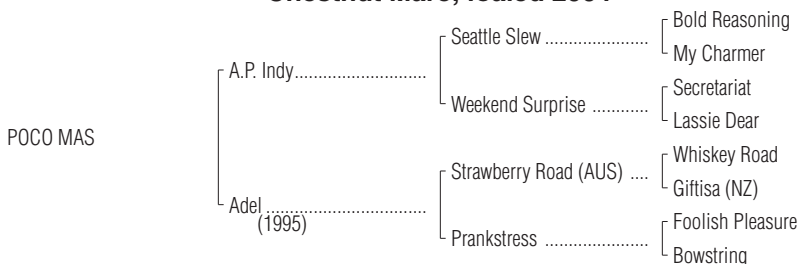 Chestnut Mare, foaled
Bold Reasoning
Seattle Slew ......................
My Charmer
A.P. Indy............................
Secretariat
Weekend Surprise ............
Lassie Dear
POCO MAS
Whiskey Road
Strawberry Road (AUS) ....
Giftisa (NZ)
Adel ..................................
(1995)
Foolish Pleasure
Prankstress ......................
Bowstring